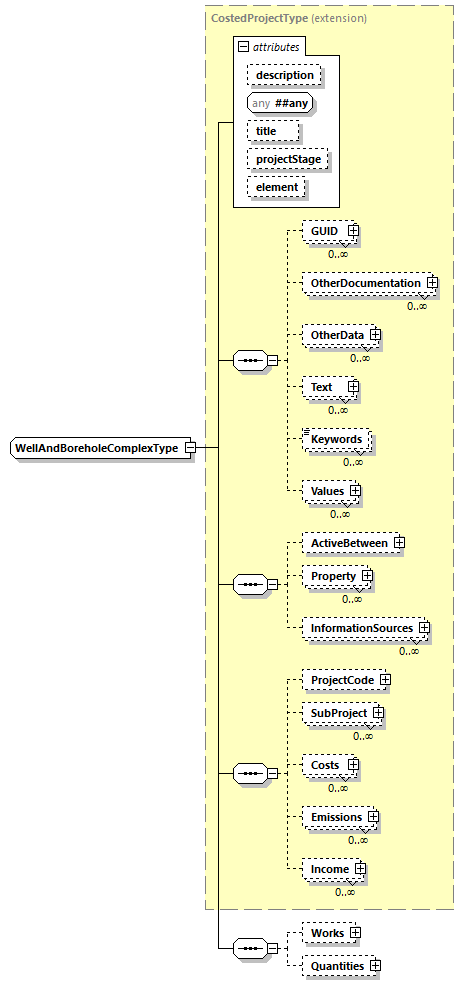 CostedProjectType (extension)
attributes
description
any ##any
title
projectStage
element
GUID
0..∞
OtherDocumentation
0..∞
OtherData
0..∞
Text
0..∞
Keywords
0..∞
Values
0..∞
WellAndBoreholeComplexType
ActiveBetween
Property
0..∞
InformationSources
0..∞
ProjectCode
SubProject
0..∞
Costs
0..∞
Emissions
0..∞
Income
0..∞
Works
Quantities